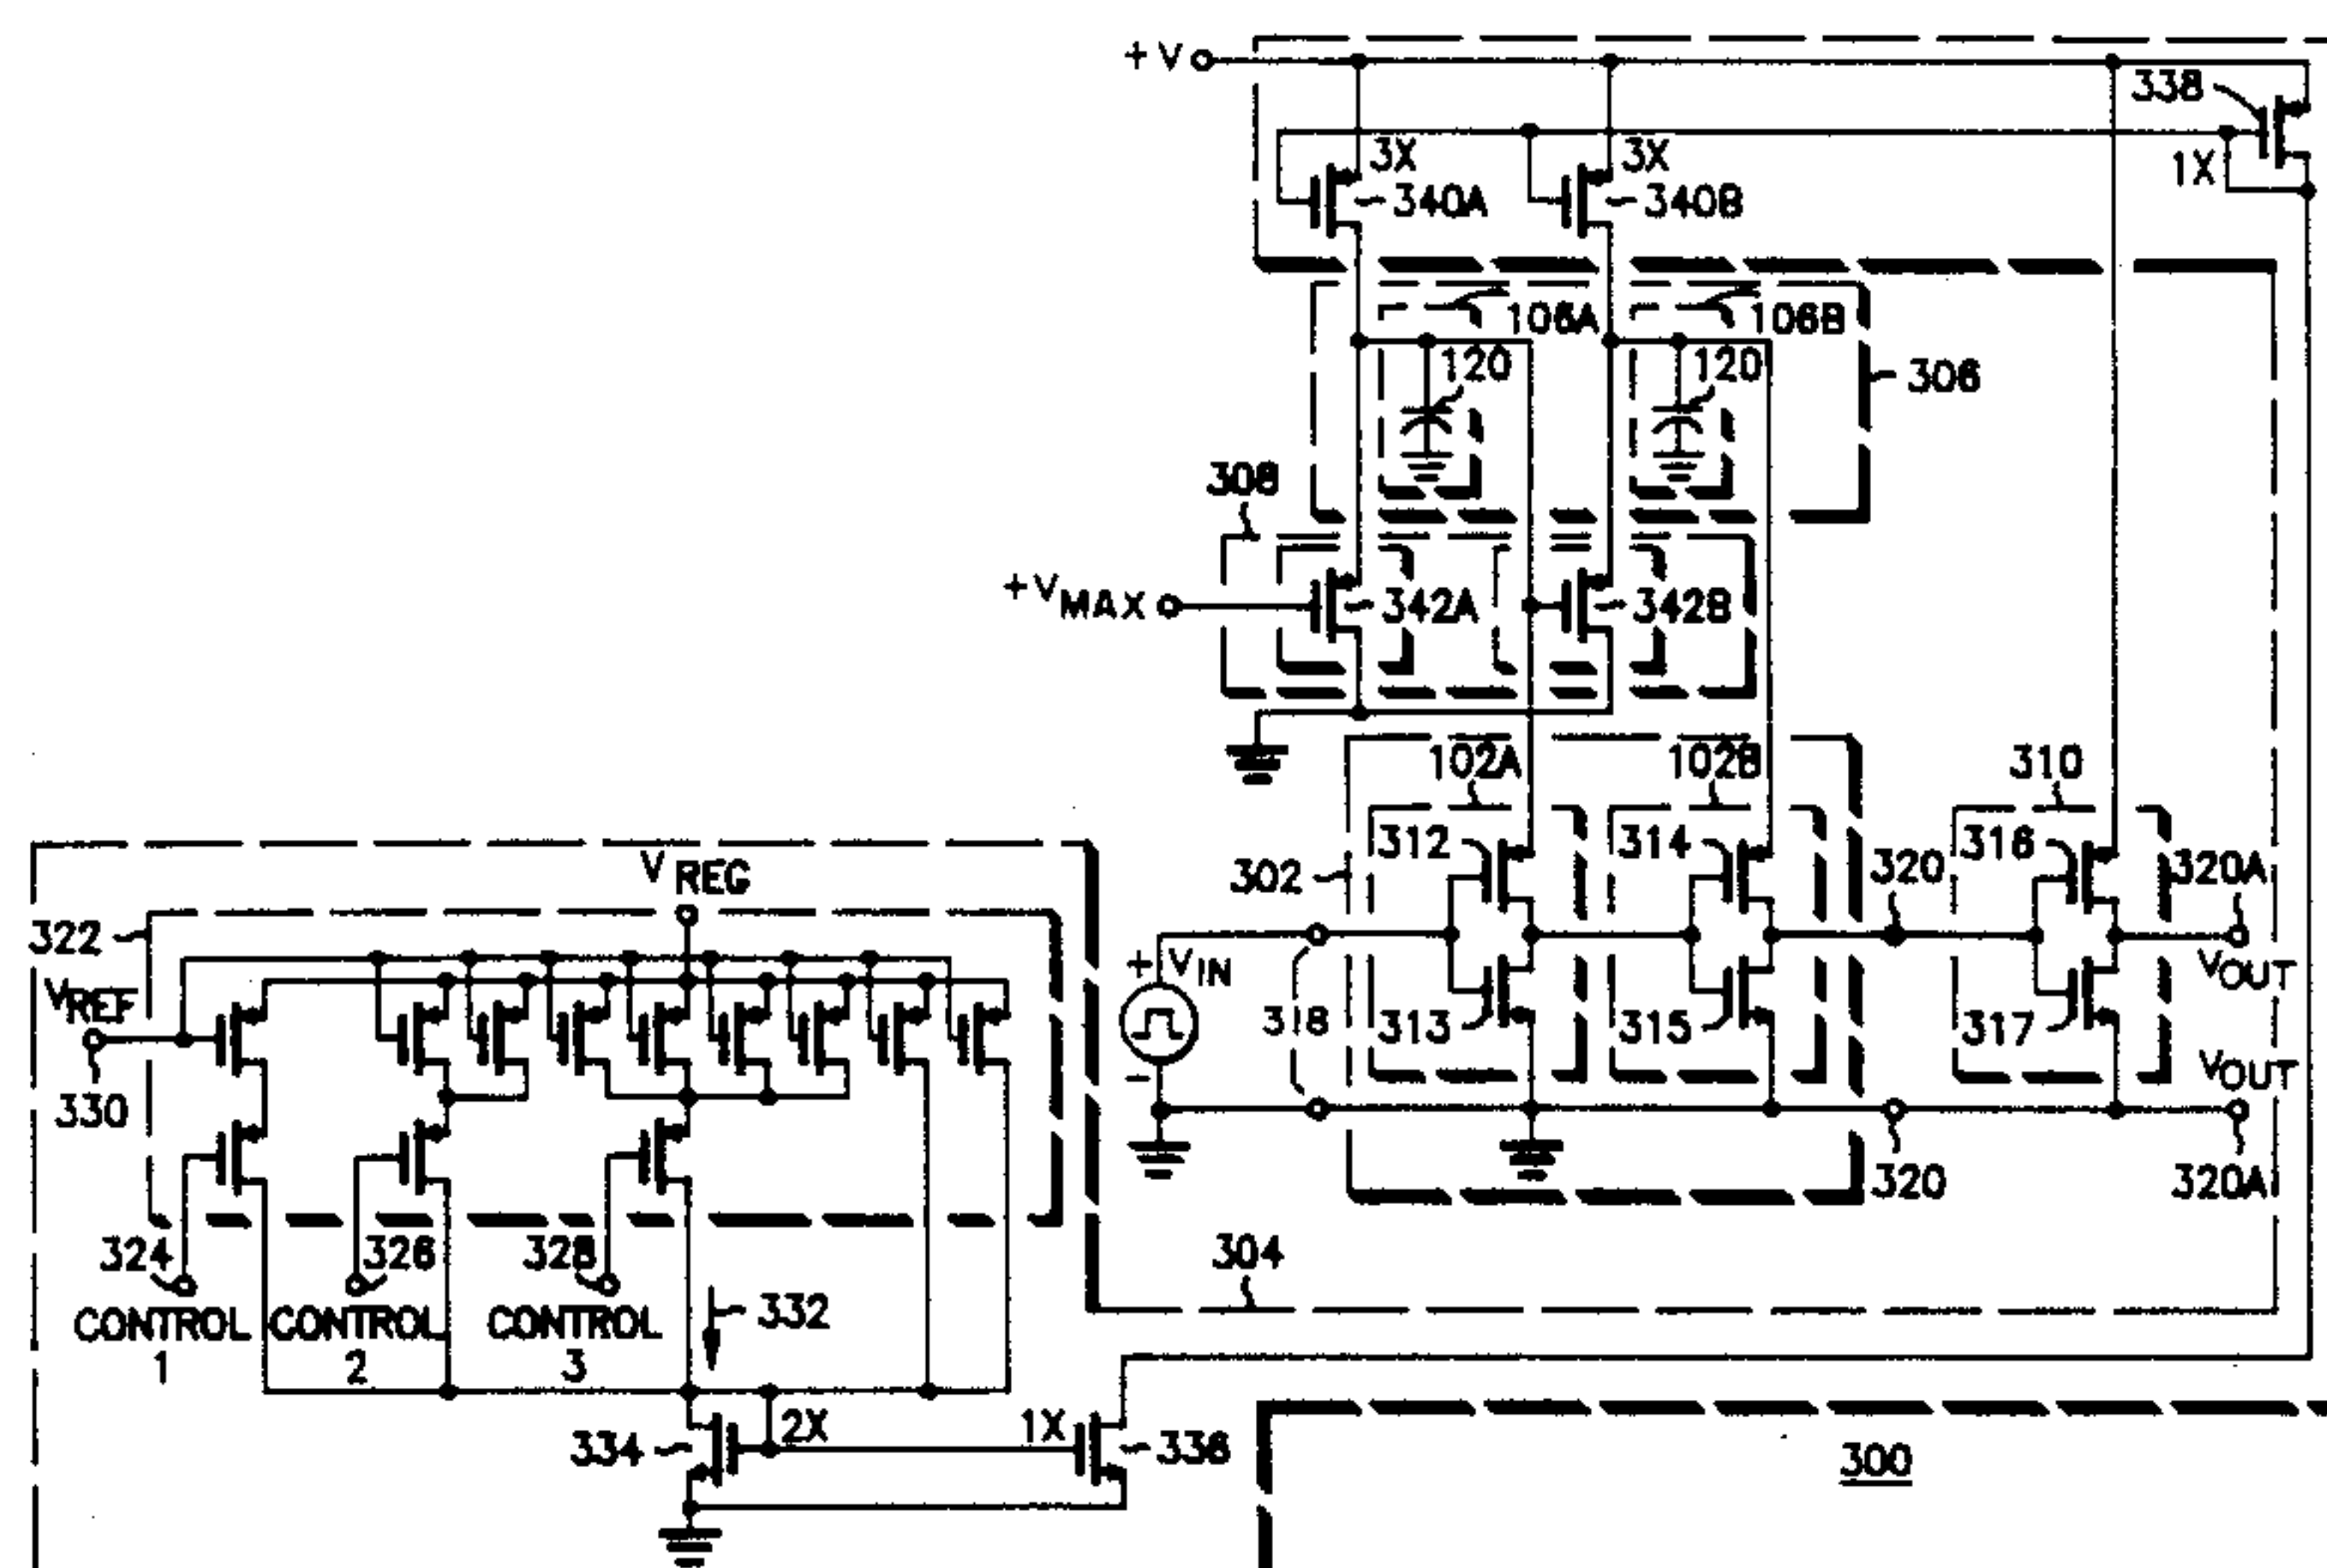 +V
338
3X
3X
1X
340A
340B
106A
106B
120
120
306
308
+VMAX
342A
342B
102A
102B
310
312
314
316
302
320
320A
VREG
322
VREF
+ VIN
VOUT
318
313
315
317
-
VOUT
330
320
320A
324
326
328
304
CONTROL 1
CONTROL 2
CONTROL 3
332
334
2X
1X
336
300